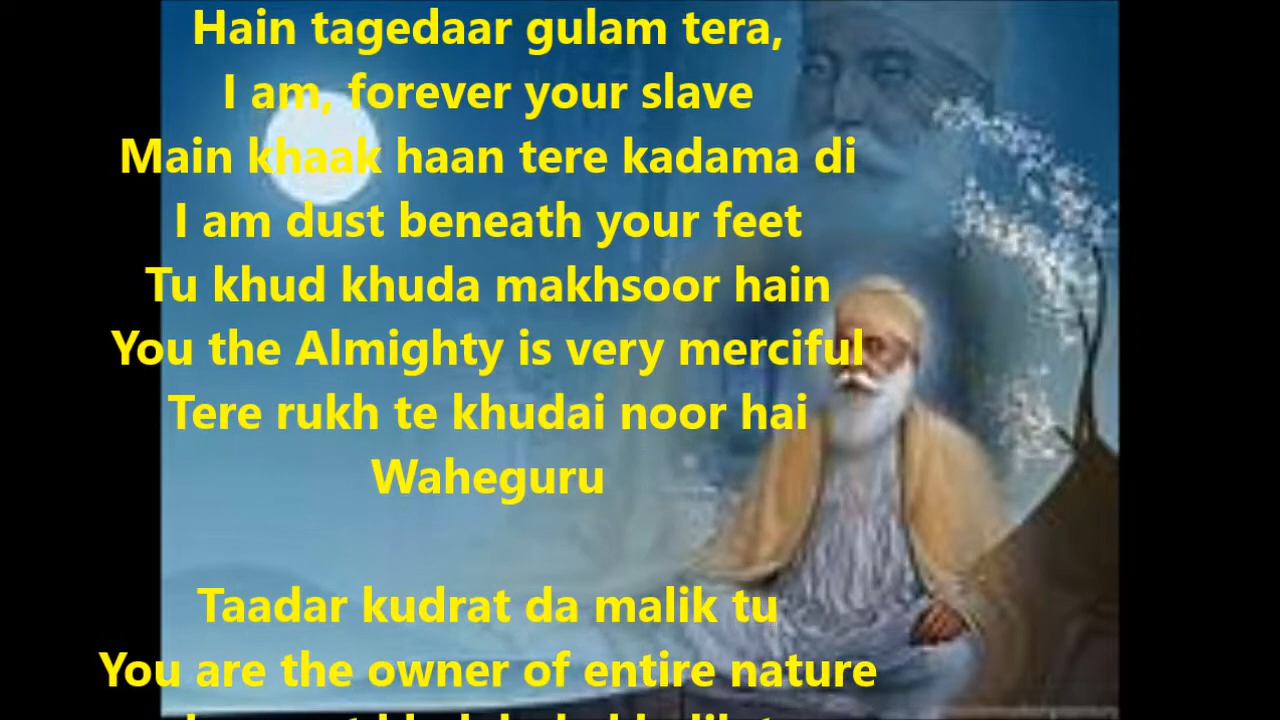 Hain tagedaar gulam tera,
I am, forever your slave
Main khaak haan tere kadama di
I am dust beneath your feet
Tu khud khuda makhsoor hain
You the Almighty is very merciful
Tere rukh te khudai noor hai
Waheguru
Taadar kudrat da malik tu
You are the owner of entire nature